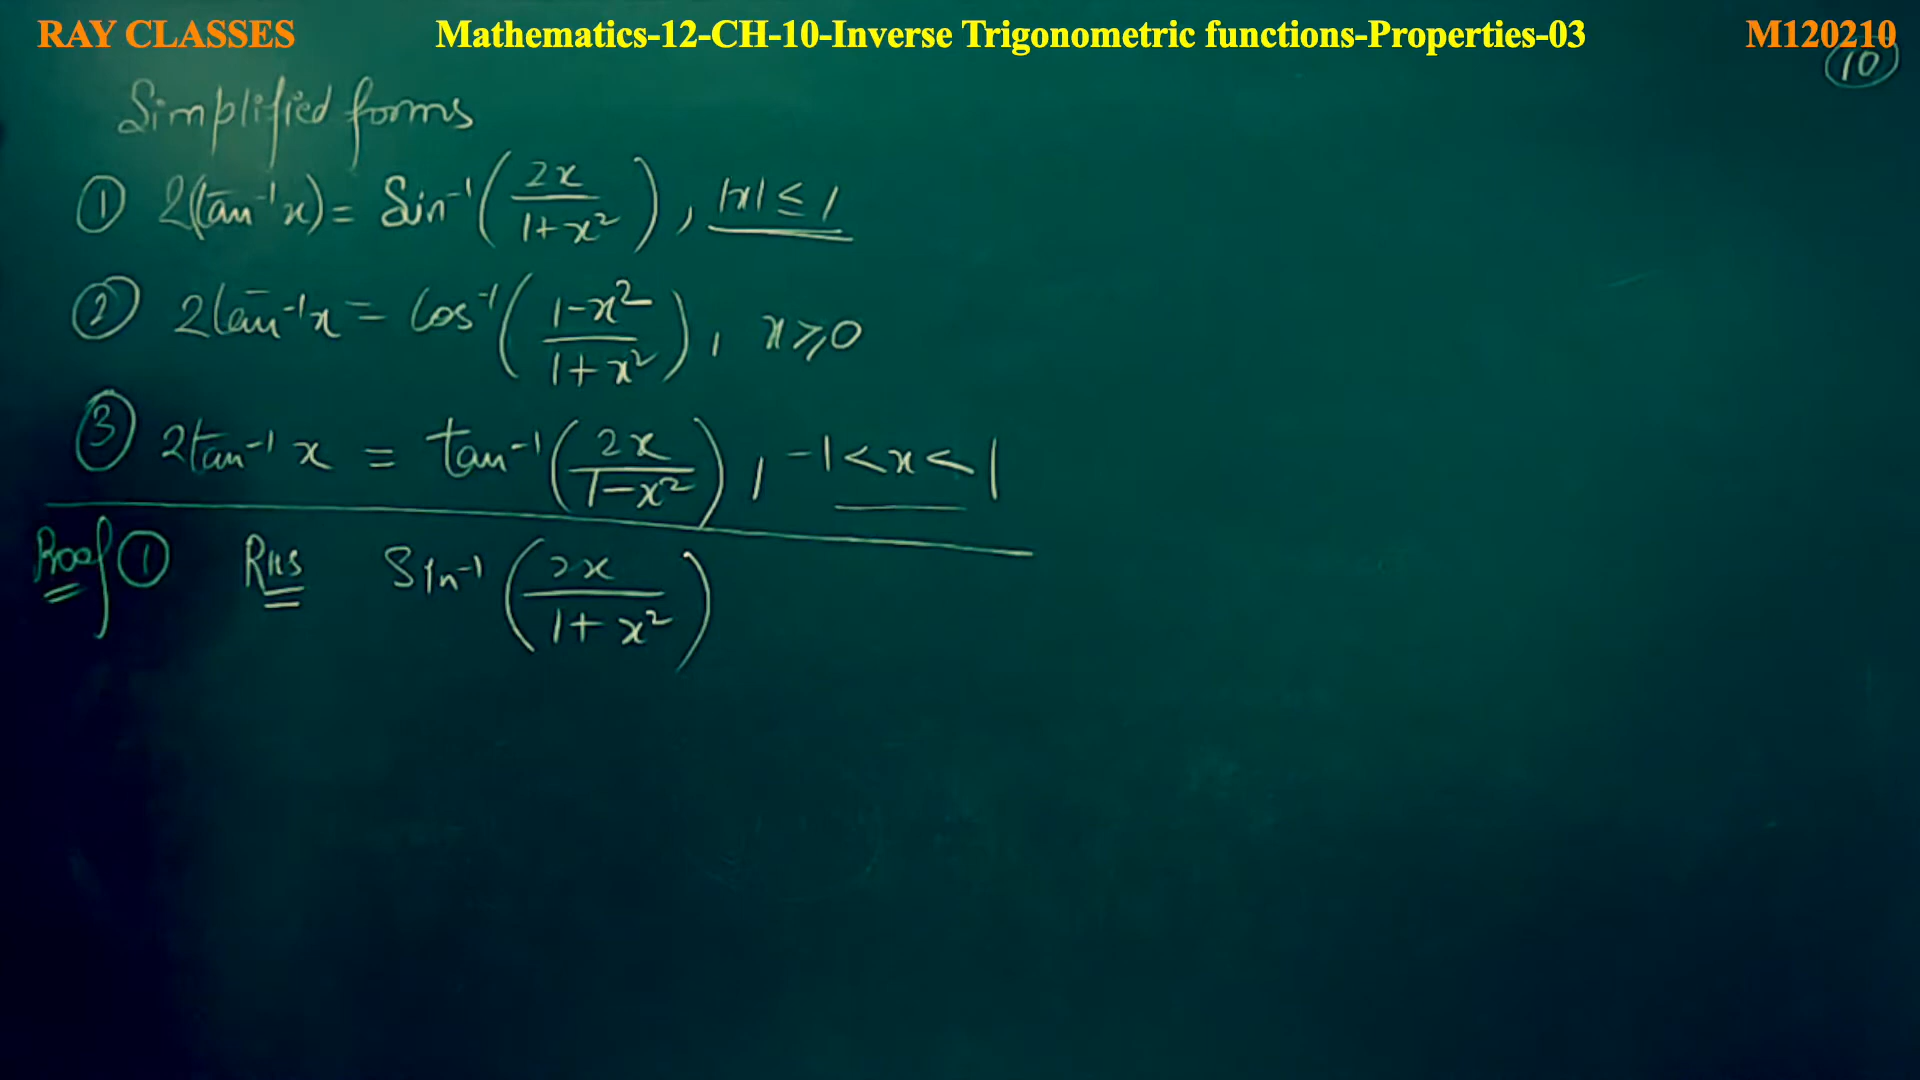 RAY CLASSES Mathematics-12-CH-10-Inverse Trigonometric functions-Properties-03 M120210
10
Simplified forms
① 2(tan⁻¹x) = Sin⁻¹(2x/(1+x²)), |x| ≤ 1
② 2tan⁻¹x = Cos⁻¹((1-x²)/(1+x²)), x ≥ 0
③ 2tan⁻¹x = tan⁻¹(2x/(1-x²)), -1 < x < 1
Proof ① RHS Sin⁻¹(2x/(1+x²))